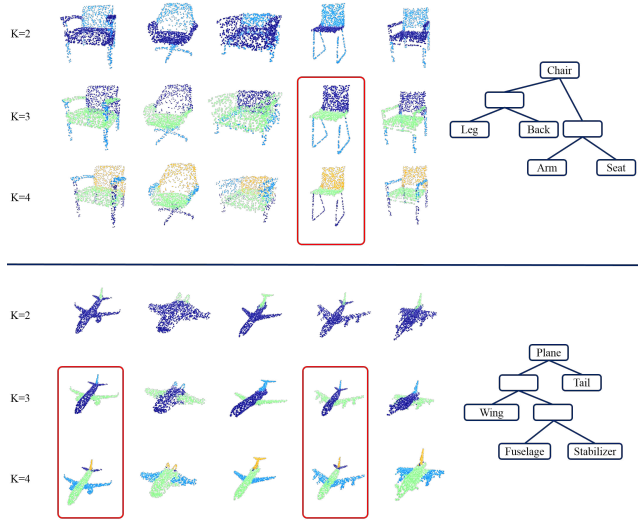 K=2
Chair
K=3
Leg
Back
K=4
Arm
Seat
K=2
Plane
K=3
Tail
Wing
K=4
Fuselage
Stabilizer